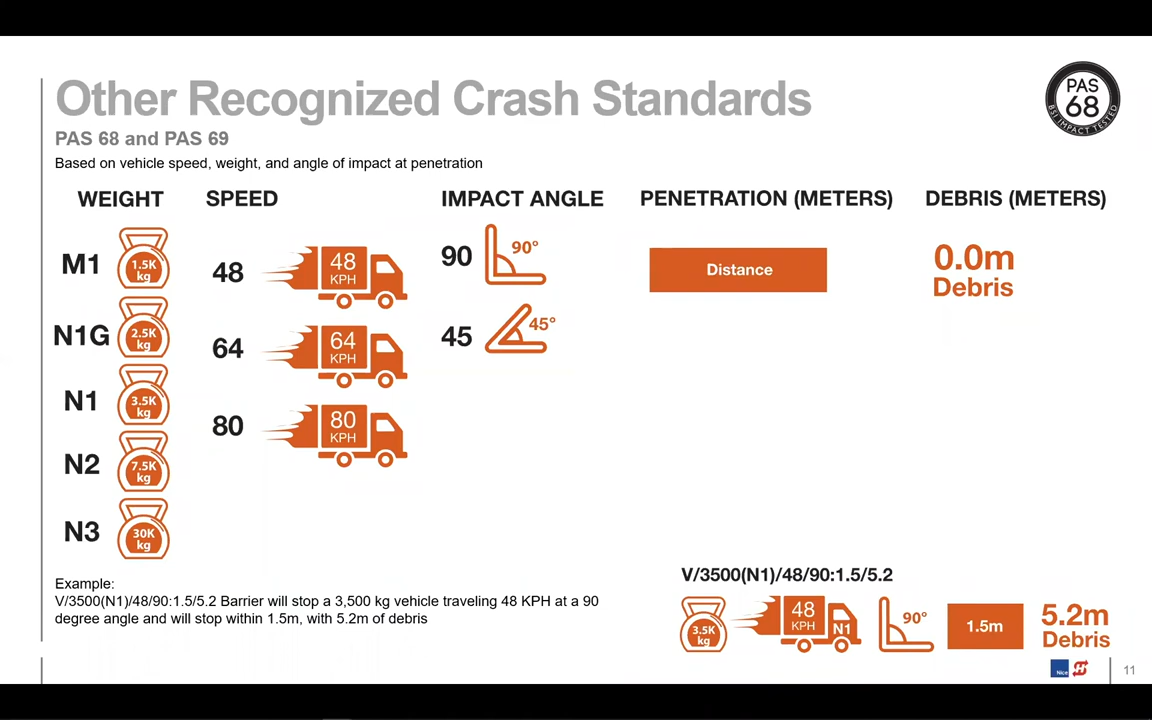 Other Recognized Crash Standards
PAS
68
BSI IMPACT TESTED
PAS 68 and PAS 69
Based on vehicle speed, weight, and angle of impact at penetration
WEIGHT
SPEED
IMPACT ANGLE
PENETRATION (METERS)
DEBRIS (METERS)
M1
1.5K
kg
N1G
2.5K
kg
N1
3.5K
kg
N2
7.5K
kg
N3
30K
kg
48
48
KPH
64
64
KPH
80
80
KPH
90
90°
45
45°
Distance
0.0m
Debris
Example:
V/3500(N1)/48/90:1.5/5.2 Barrier will stop a 3,500 kg vehicle traveling 48 KPH at a 90
degree angle and will stop within 1.5m, with 5.2m of debris
V/3500(N1)/48/90:1.5/5.2
3.5K
kg
48
KPH
N1
90°
1.5m
5.2m
Debris
Nice
11